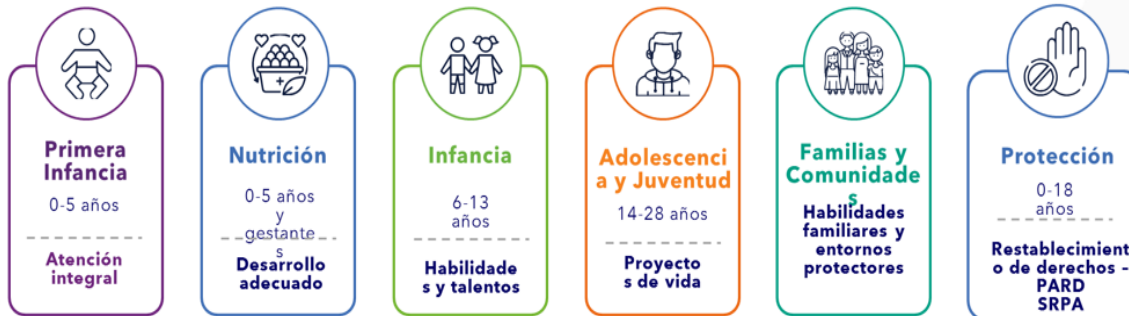 Primera
Infancia
0-5 años
Atención
integral
Nutrición
0-5 años
y
gestante
s
Desarrollo
adecuado
Infancia
6-13
años
Habilidade
s y talentos
Adolescenci
a y Juventud
14-28 años
Proyecto
s de vida
Familias y
Comunidade
s
Habilidades
familiares y
entornos
protectores
Protección
0-18
años
Restablecimient
o de derechos -
PARD
SRPA